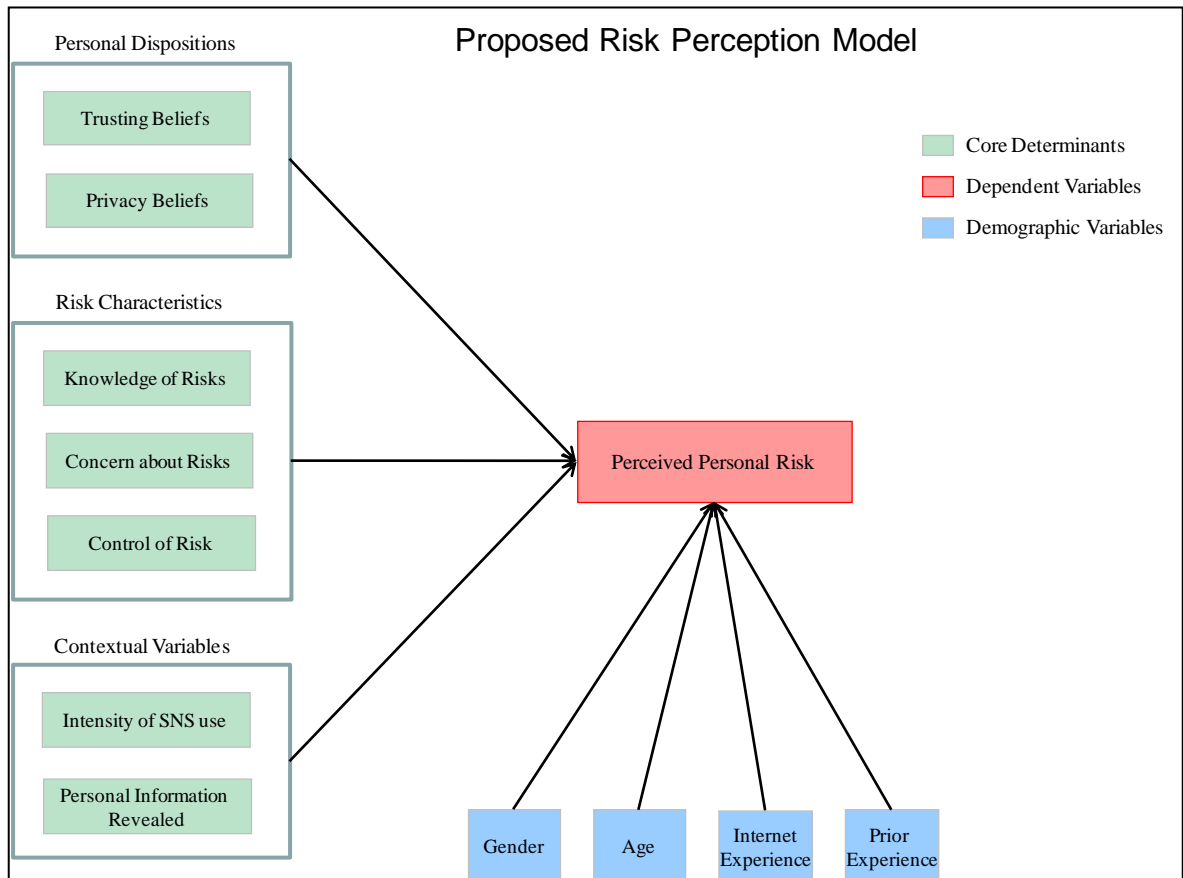 Proposed Risk Perception Model
Personal Dispositions
Trusting Beliefs
Privacy Beliefs
Core Determinants
Dependent Variables
Demographic Variables
Risk Characteristics
Knowledge of Risks
Concern about Risks
Control of Risk
Perceived Personal Risk
Contextual Variables
Intensity of SNS use
Personal Information
Revealed
Gender
Age
Internet
Experience
Prior
Experience